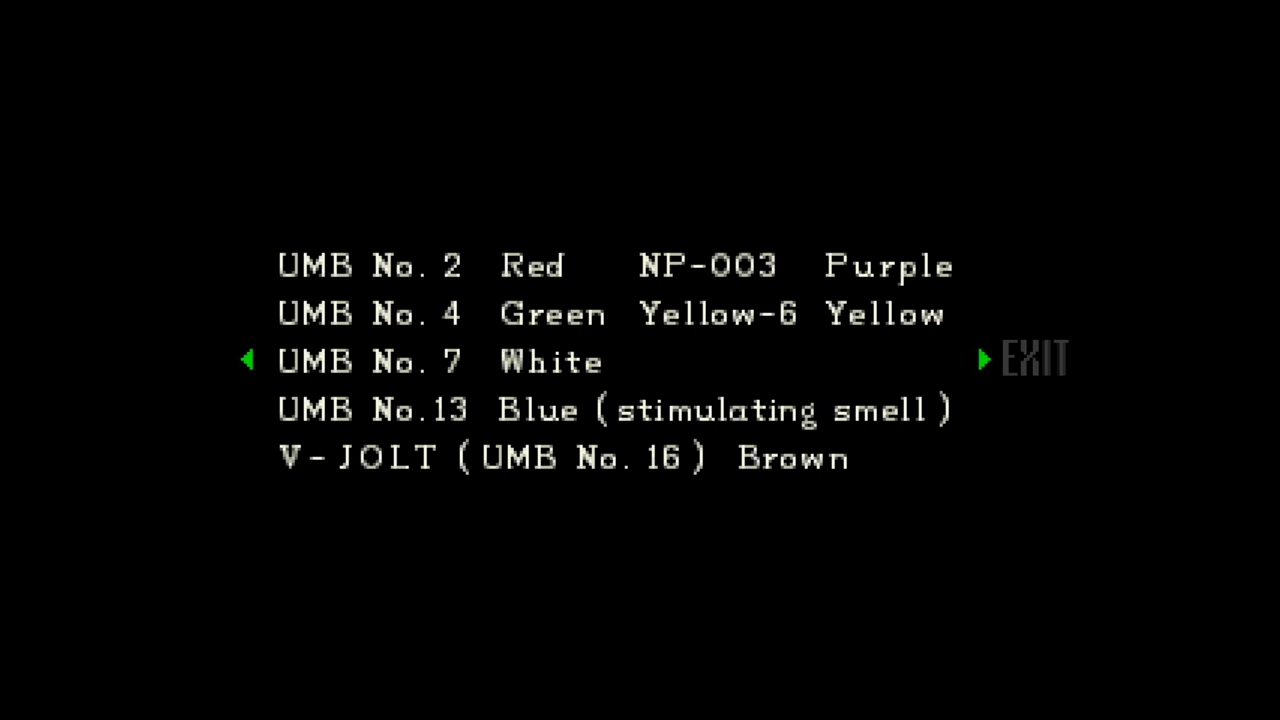 UMB No. 2 Red NP-003 Purple
UMB No. 4 Green Yellow-6 Yellow
UMB No. 7 White
EXIT
UMB No.13 Blue (stimulating smell)
V-JOLT (UMB No. 16) Brown